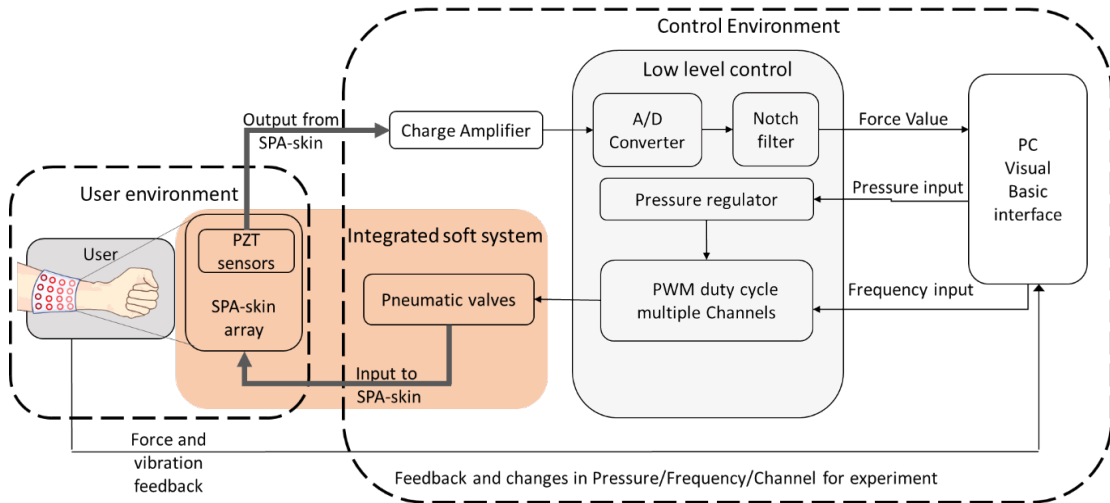 Control Environment
Low level control
Output from
SPA-skin
Charge Amplifier
A/D
Converter
Notch
filter
Force Value
PC
Visual
Basic
interface
User environment
Pressure input
Pressure regulator
User
PZT
sensors
SPA-skin
array
Integrated soft system
Pneumatic valves
PWM duty cycle
multiple Channels
Frequency input
Input to
SPA-skin
Force and
vibration
feedback
Feedback and changes in Pressure/Frequency/Channel for experiment